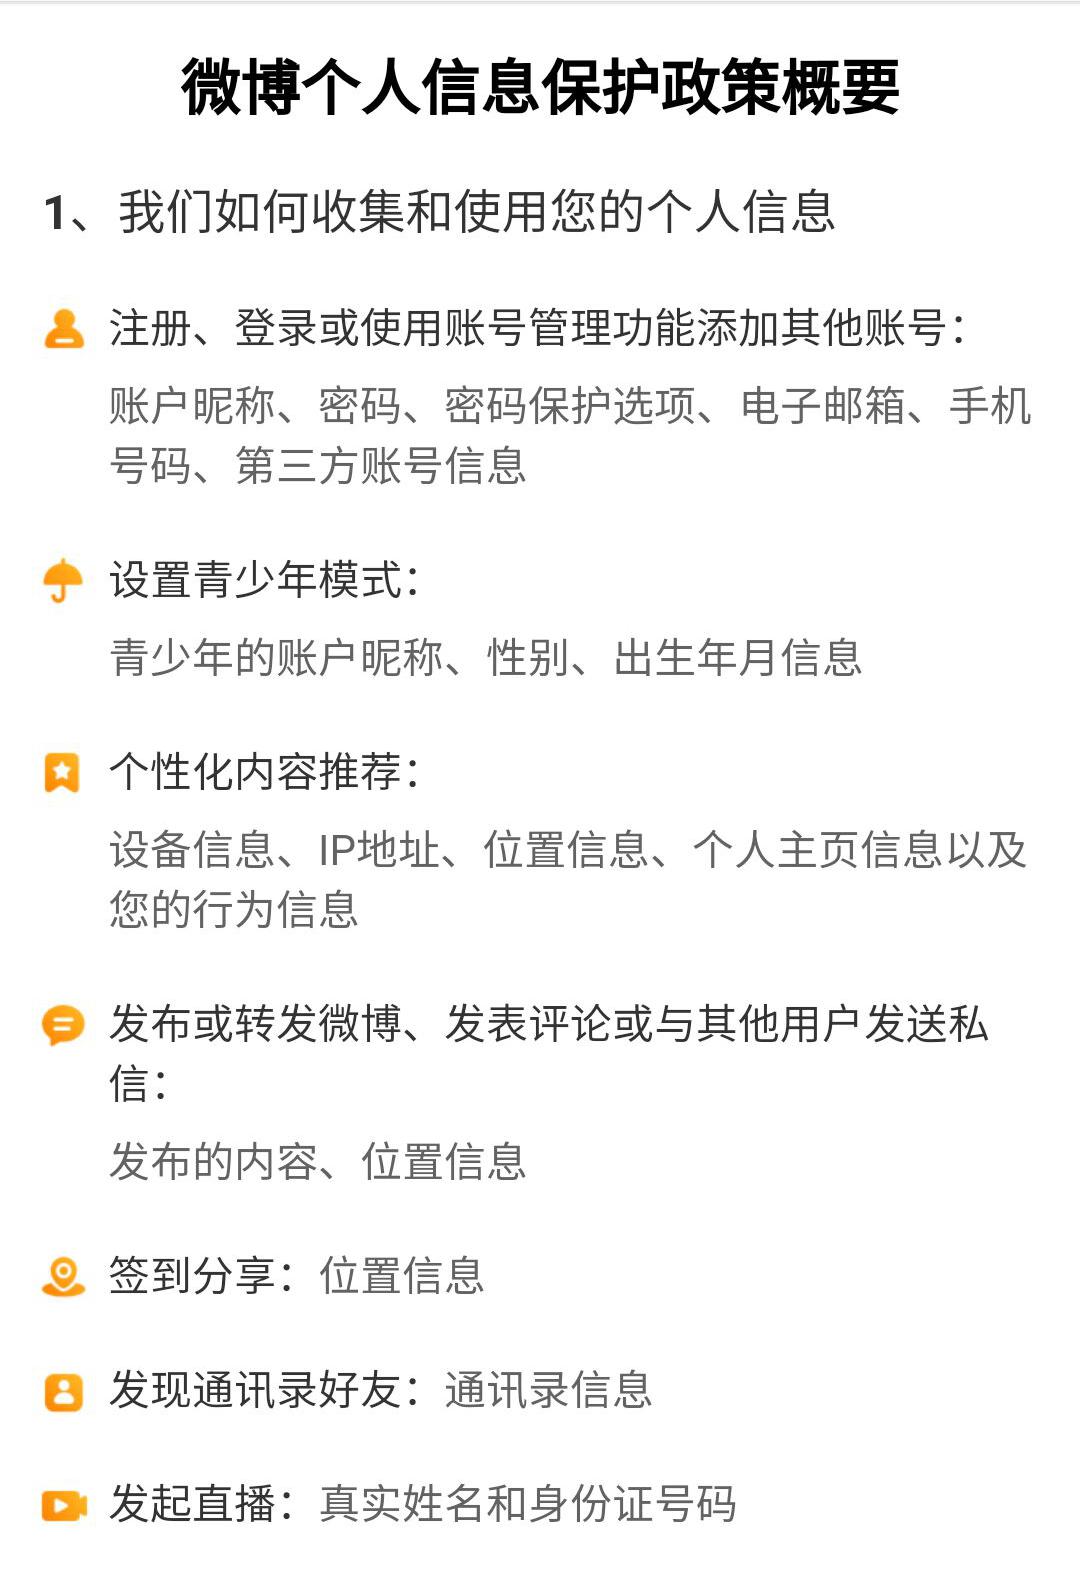 微博个人信息保护政策概要
1、我们如何收集和使用您的个人信息
注册、登录或使用账号管理功能添加其他账号：
账户昵称、密码、密码保护选项、电子邮箱、手机
号码、第三方账号信息
设置青少年模式：
青少年的账户昵称、性别、出生年月信息
个性化内容推荐：
设备信息、IP地址、位置信息、个人主页信息以及
您的行为信息
发布或转发微博、发表评论或与其他用户发送私
信：
发布的内容、位置信息
签到分享：位置信息
发现通讯录好友：通讯录信息
发起直播：真实姓名和身份证号码